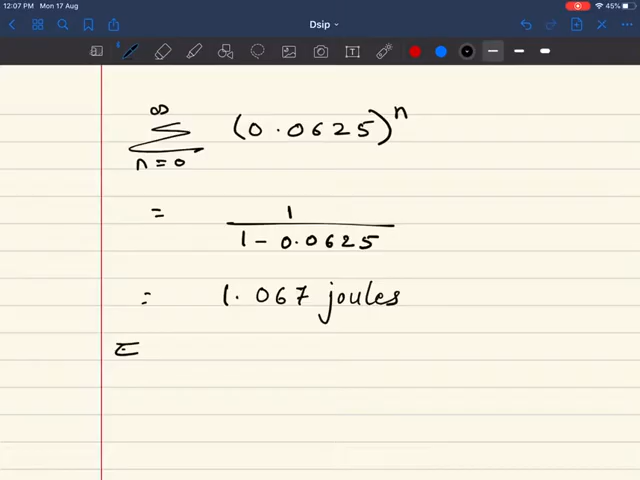 12:07 PM Mon 17 Aug 45%
Dsip
∞
Σ (0.0625)^n
n = 0
= 1
1 - 0.0625
= 1.067 joules
E